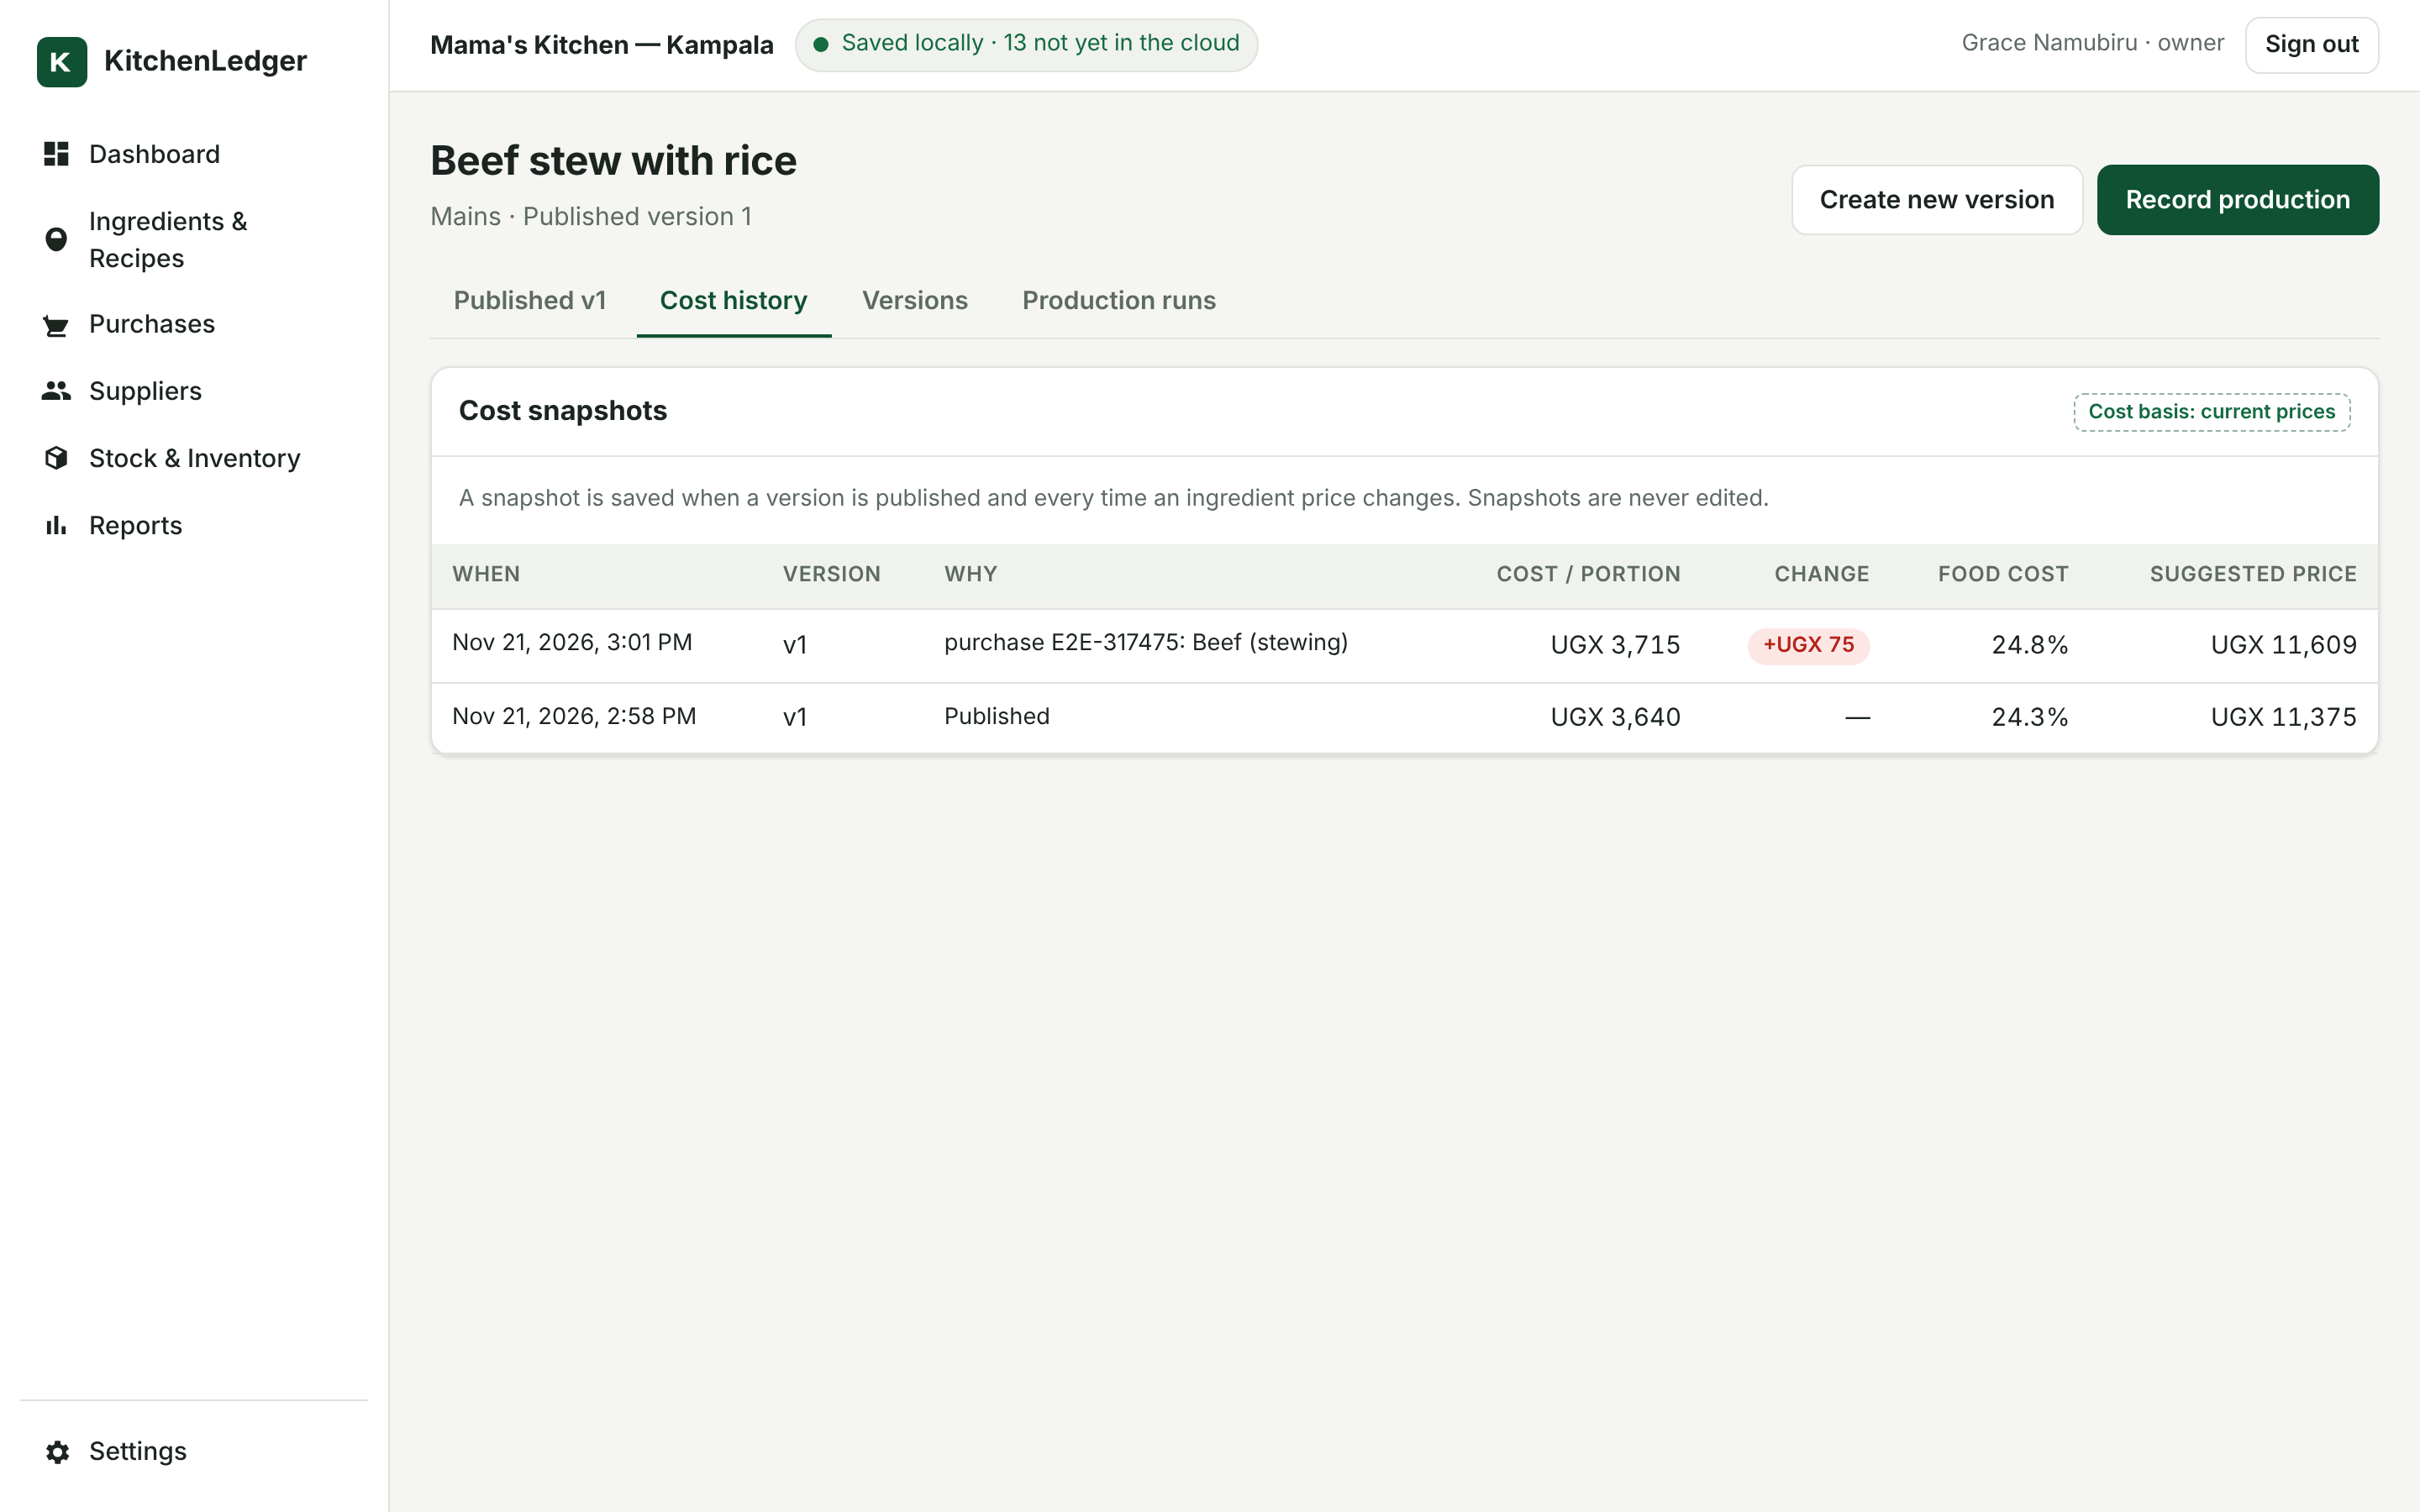 K KitchenLedger
Mama's Kitchen — Kampala
Saved locally · 13 not yet in the cloud
Grace Namubiru · owner
Sign out
Dashboard
Ingredients &
Recipes
Purchases
Suppliers
Stock & Inventory
Reports
Settings
Beef stew with rice
Mains · Published version 1
Create new version
Record production
Published v1 Cost history Versions Production runs
Cost snapshots
Cost basis: current prices
A snapshot is saved when a version is published and every time an ingredient price changes. Snapshots are never edited.
WHEN VERSION WHY COST / PORTION CHANGE FOOD COST SUGGESTED PRICE
Nov 21, 2026, 3:01 PM v1 purchase E2E-317475: Beef (stewing) UGX 3,715 +UGX 75 24.8% UGX 11,609
Nov 21, 2026, 2:58 PM v1 Published UGX 3,640 — 24.3% UGX 11,375